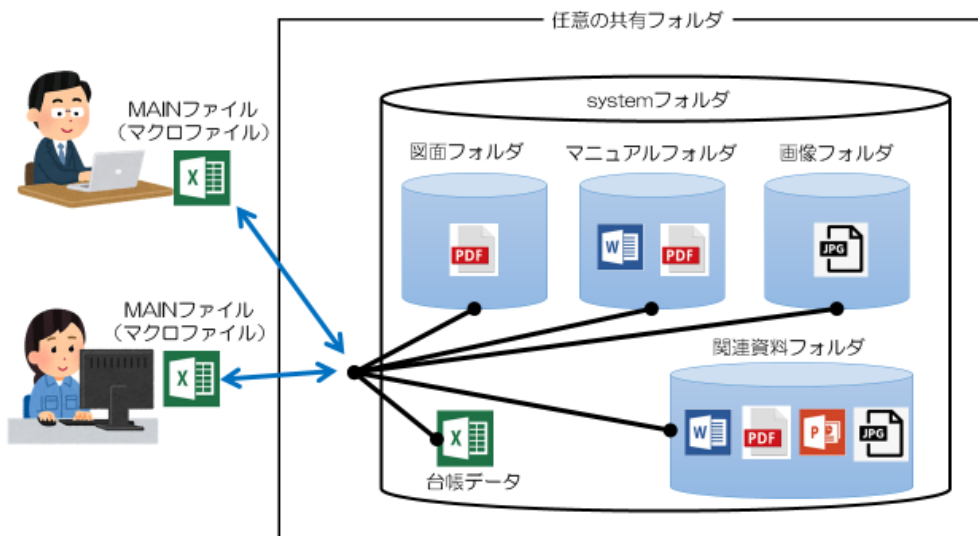 任意の共有フォルダ
MAINファイル
（マクロファイル）
X
MAINファイル
（マクロファイル）
X
systemフォルダ
図面フォルダ
マニュアルフォルダ
画像フォルダ
PDF
W
PDF
JPG
関連資料フォルダ
W
PDF
P
JPG
X
台帳データ